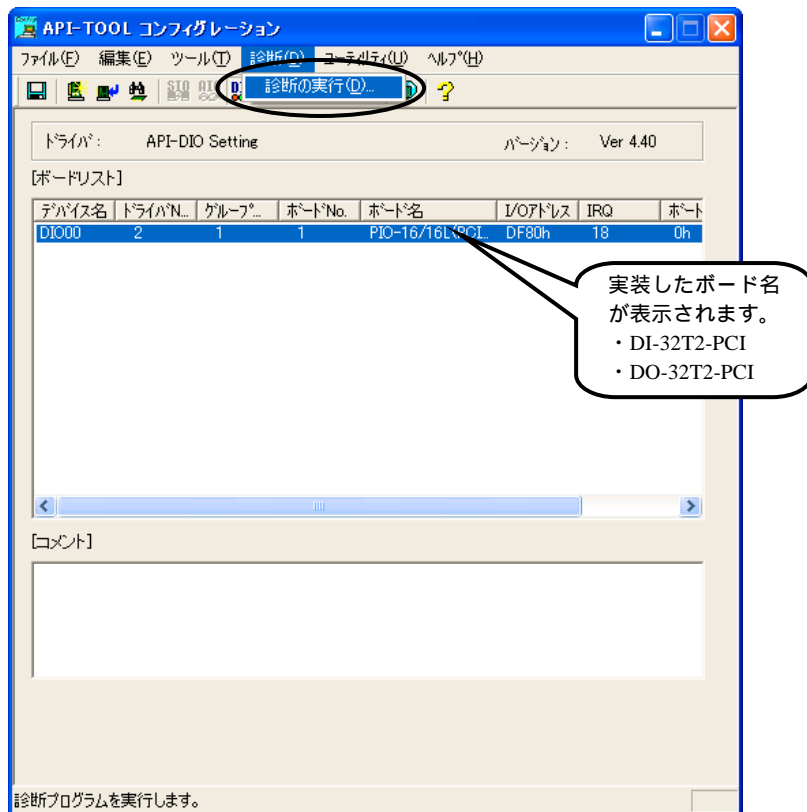 API-TOOL コンフィグレーション
ファイル(F) 編集(E) ツール(T) 診断(D) ユーティリティ(U) ヘルプ(H)
診断の実行(D)...
ドライバ: API-DIO Setting バージョン: Ver 4.40
[ボードリスト]
デバイス名 ドライバN... グループ... ボードNo. ボード名 I/Oアドレス IRQ ボード
DIO00 2 1 1 PIO-16/16L\PCI... DF80h 18 0h
実装したボード名
が表示されます。
・DI-32T2-PCI
・DO-32T2-PCI
[コメント]
診断プログラムを実行します。